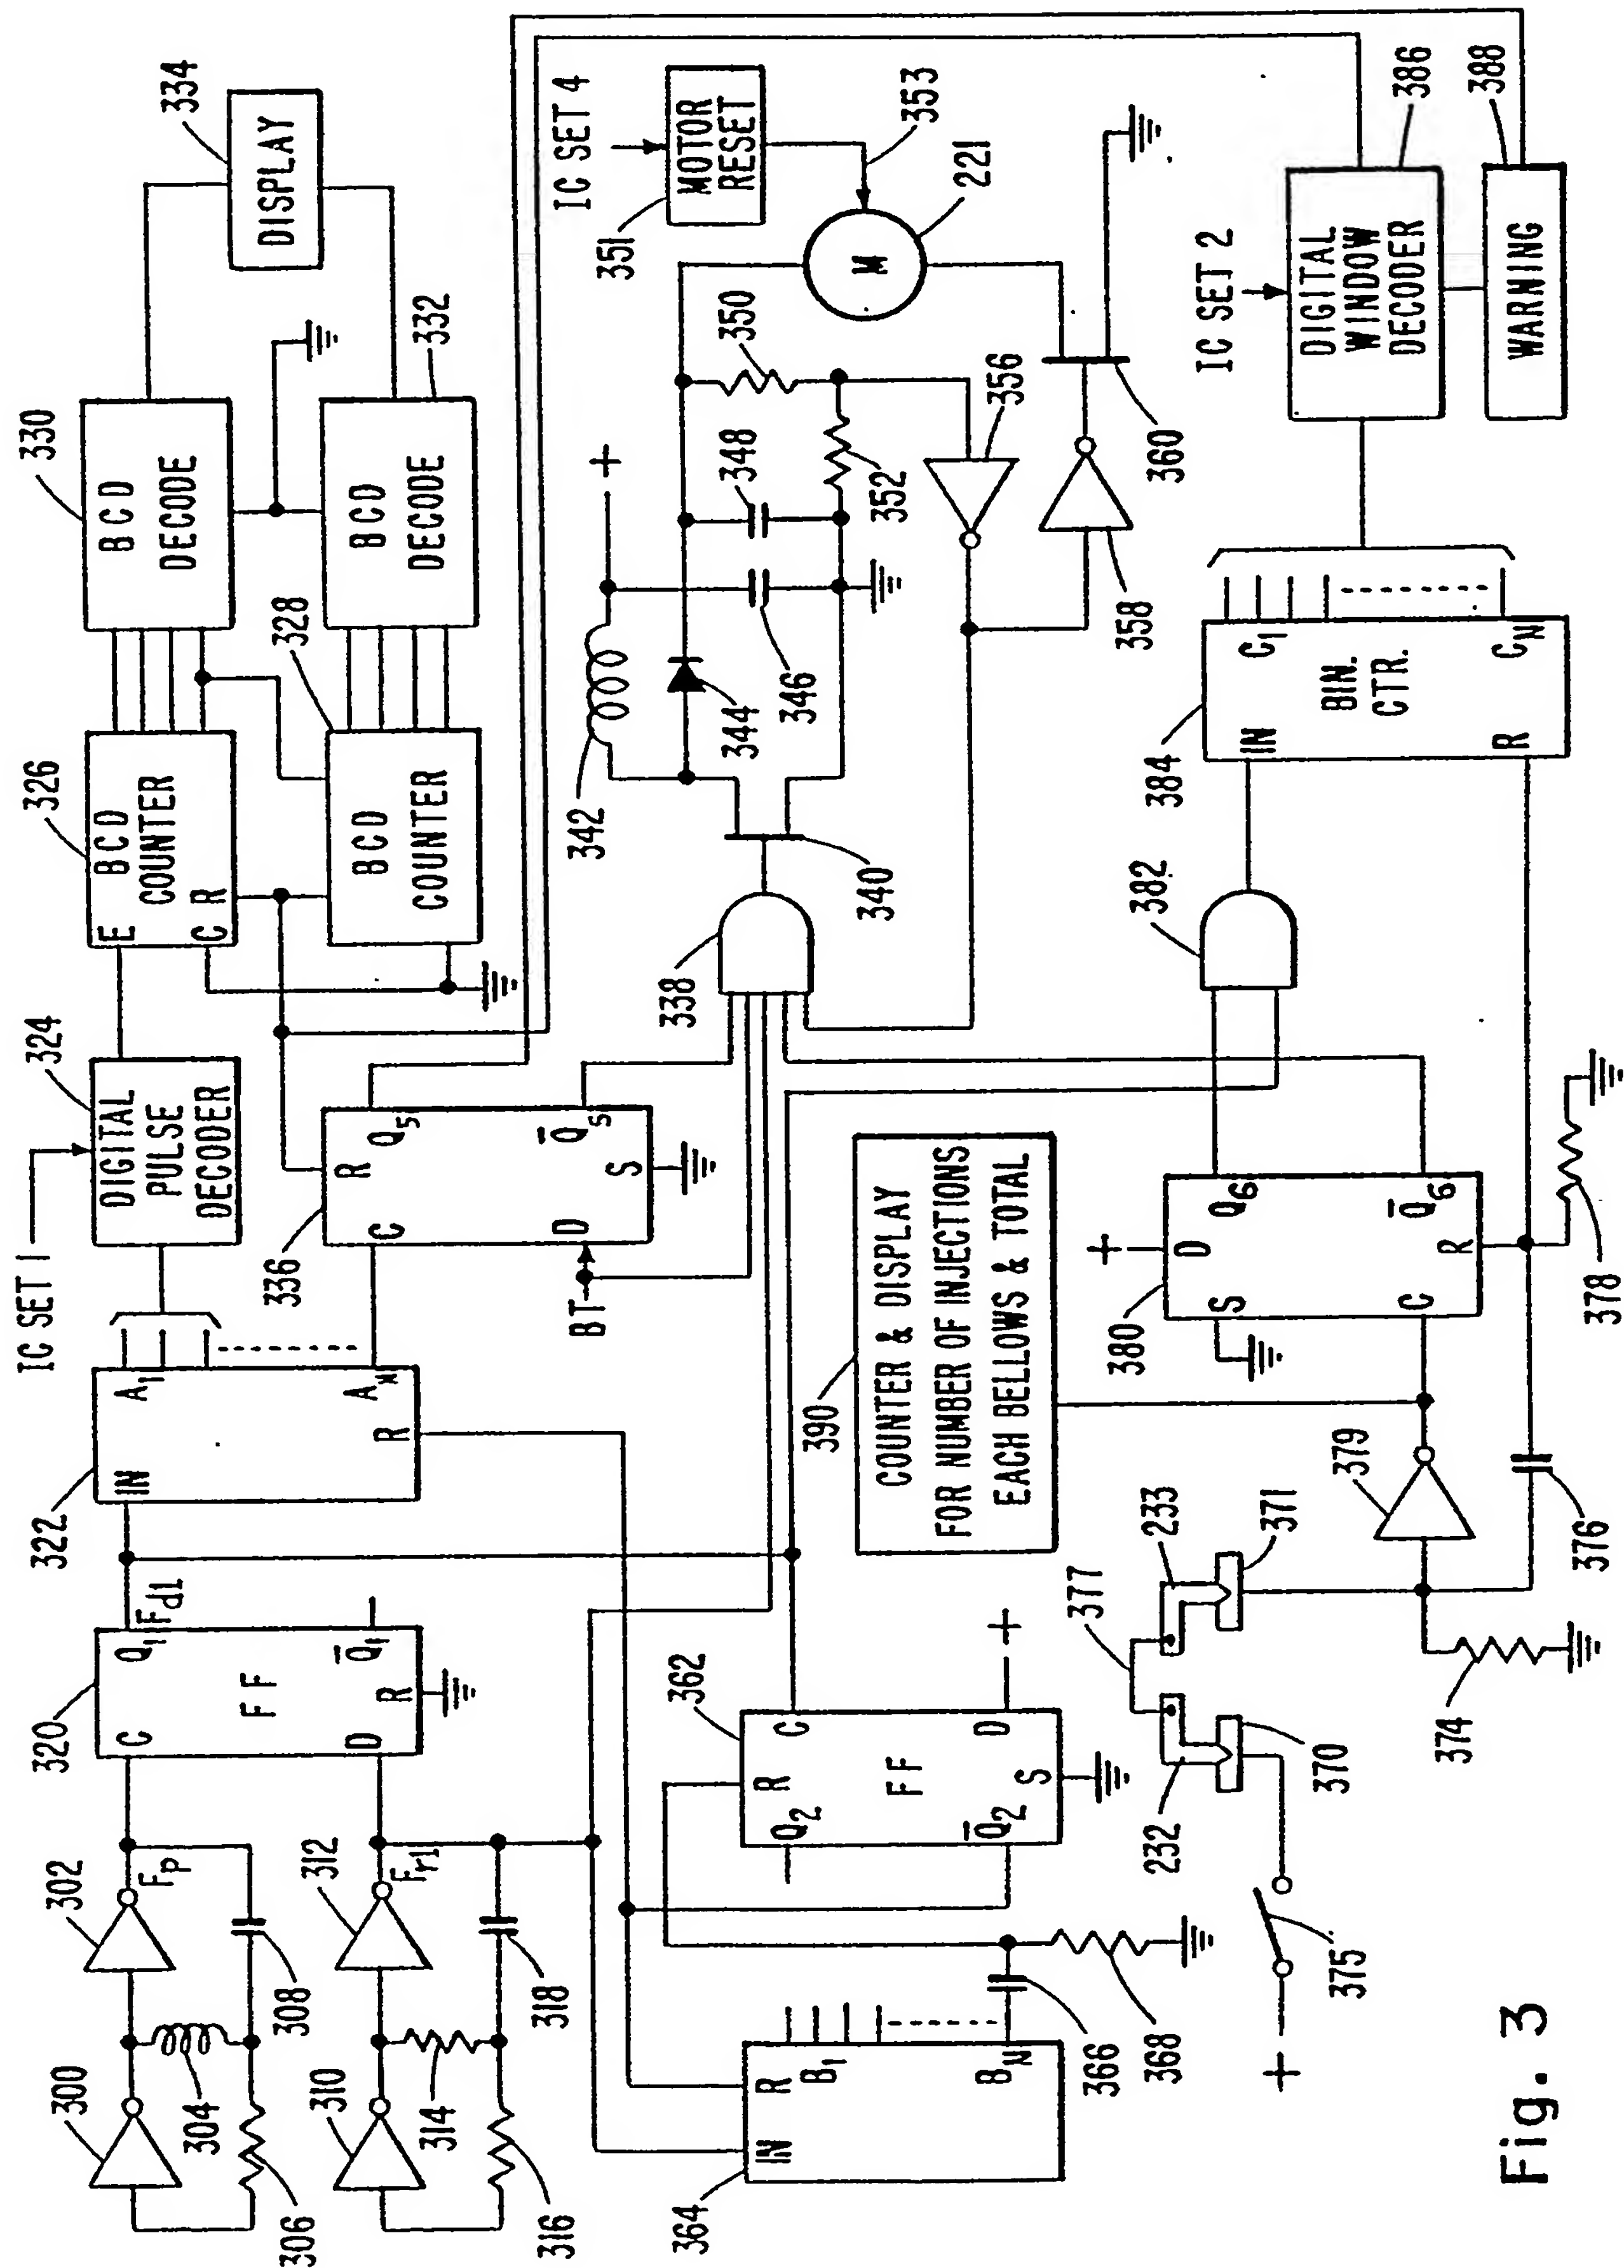 IC SET 1
324
DIGITAL
PULSE
DECODER
326
BCD
COUNTER
E
C
R
330
BCD
DECODE
334
DISPLAY
332
BCD
DECODE
328
BCD
COUNTER
300
302
304
306
308
Fp
310
312
314
316
318
Fr1
320
C
D
FF
Q1
Q̄1
R
Fd1
322
IN
A1
AN
R
336
R
C
D
S
Q5
Q̄5
BT
338
340
342
344
346
348
350
352
+
IC SET 4
351
MOTOR
RESET
353
M
221
356
358
360
364
IN
R
B1
BN
366
368
362
R
Q2
Q̄2
FF
C
D
S
+
390
COUNTER & DISPLAY
FOR NUMBER OF INJECTIONS
EACH BELLOWS & TOTAL
380
S
D
+
C
R
Q6
Q̄6
382
384
IN
R
BIN.
CTR.
C1
CN
IC SET 2
DIGITAL
WINDOW
DECODER
386
WARNING
388
+
375
232
370
377
233
371
374
379
376
378
Fig. 3